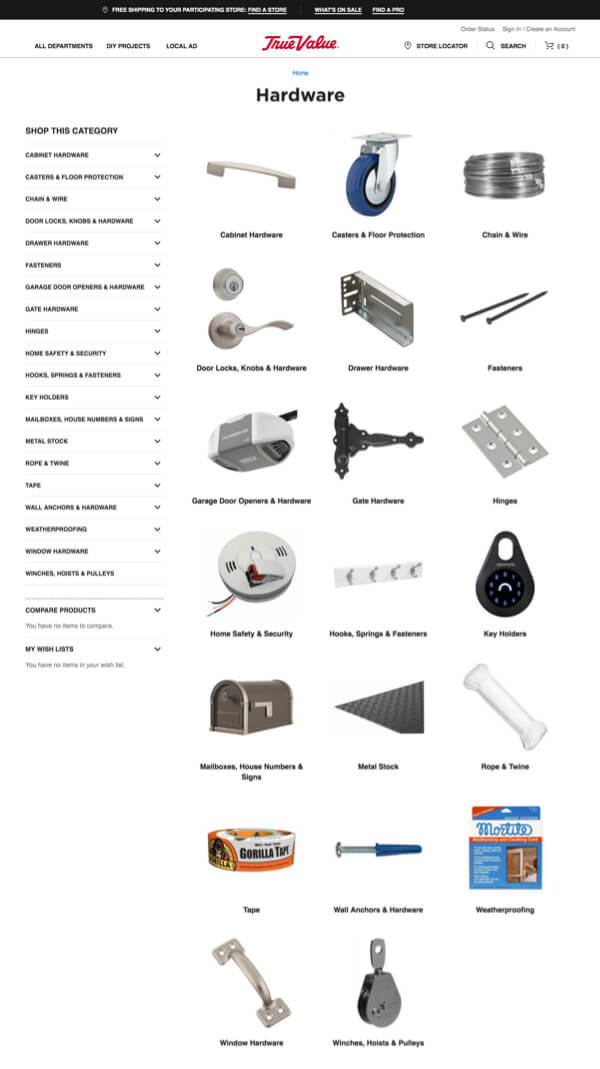 FREE SHIPPING TO YOUR PARTICIPATING STORE: FIND A STORE WHAT'S ON SALE FIND A PRO
Order Status Sign In / Create an Account
ALL DEPARTMENTS DIY PROJECTS LOCAL AD True Value. STORE LOCATOR SEARCH ( 0 )
Home
Hardware
SHOP THIS CATEGORY
CABINET HARDWARE
CASTERS & FLOOR PROTECTION
CHAIN & WIRE
DOOR LOCKS, KNOBS & HARDWARE
DRAWER HARDWARE
FASTENERS
GARAGE DOOR OPENERS & HARDWARE
GATE HARDWARE
HINGES
HOME SAFETY & SECURITY
HOOKS, SPRINGS & FASTENERS
KEY HOLDERS
MAILBOXES, HOUSE NUMBERS & SIGNS
METAL STOCK
ROPE & TWINE
TAPE
WALL ANCHORS & HARDWARE
WEATHERPROOFING
WINDOW HARDWARE
WINCHES, HOISTS & PULLEYS
COMPARE PRODUCTS
You have no items to compare.
MY WISH LISTS
You have no items in your wish list.
Cabinet Hardware Casters & Floor Protection Chain & Wire
Door Locks, Knobs & Hardware Drawer Hardware Fasteners
Garage Door Openers & Hardware Gate Hardware Hinges
Home Safety & Security Hooks, Springs & Fasteners Key Holders
Mailboxes, House Numbers & Signs Metal Stock Rope & Twine
GORILLA TAPE
Mortite
Tape Wall Anchors & Hardware Weatherproofing
Window Hardware Winches, Hoists & Pulleys